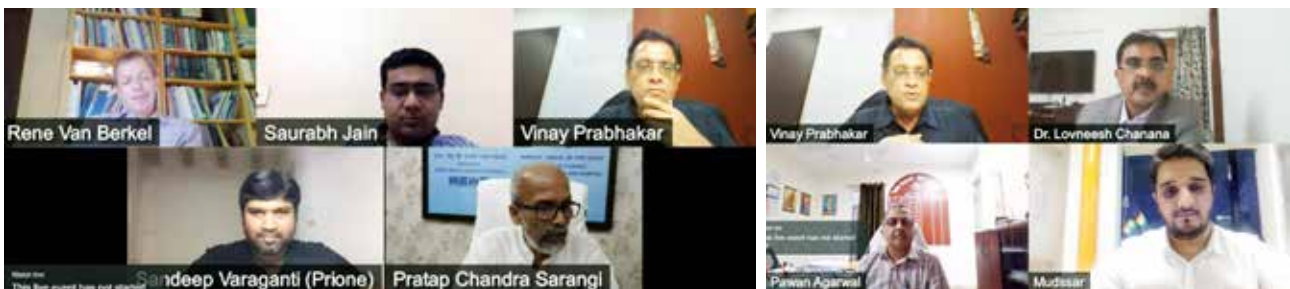 Rene Van Berkel
Saurabh Jain
Vinay Prabhakar
Vinay Prabhakar
Dr. Lovneesh Chanana
Sandeep Varaganti (Prione)
Pratap Chandra Sarangi
This live event has not started
Pawan Agarwal
Mudssar